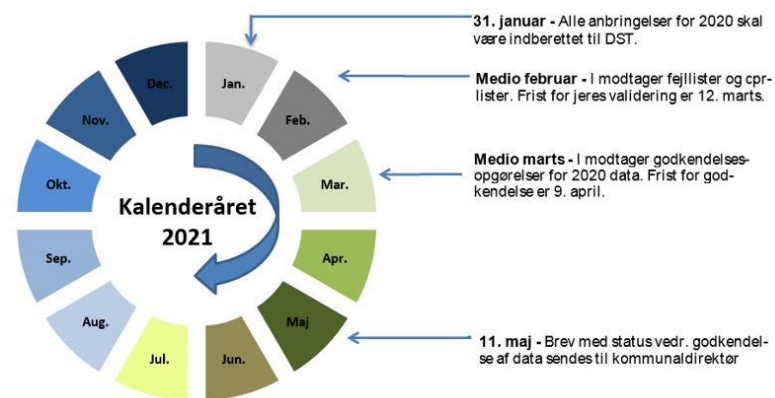 31. januar - Alle anbringelser for 2020 skal
være indberettet til DST.
Medio februar - I modtager fejllister og cpr-
lister. Frist for jeres validering er 12. marts.
Medio marts - I modtager godkendelses-
opgørelser for 2020 data. Frist for god-
kendelse er 9. april.
11. maj - Brev med status vedr. godkendel-
se af data sendes til kommunaldirektør
Kalenderåret
2021
Jan.
Feb.
Mar.
Apr.
Maj
Jun.
Jul.
Aug.
Sep.
Okt.
Nov.
Dec.